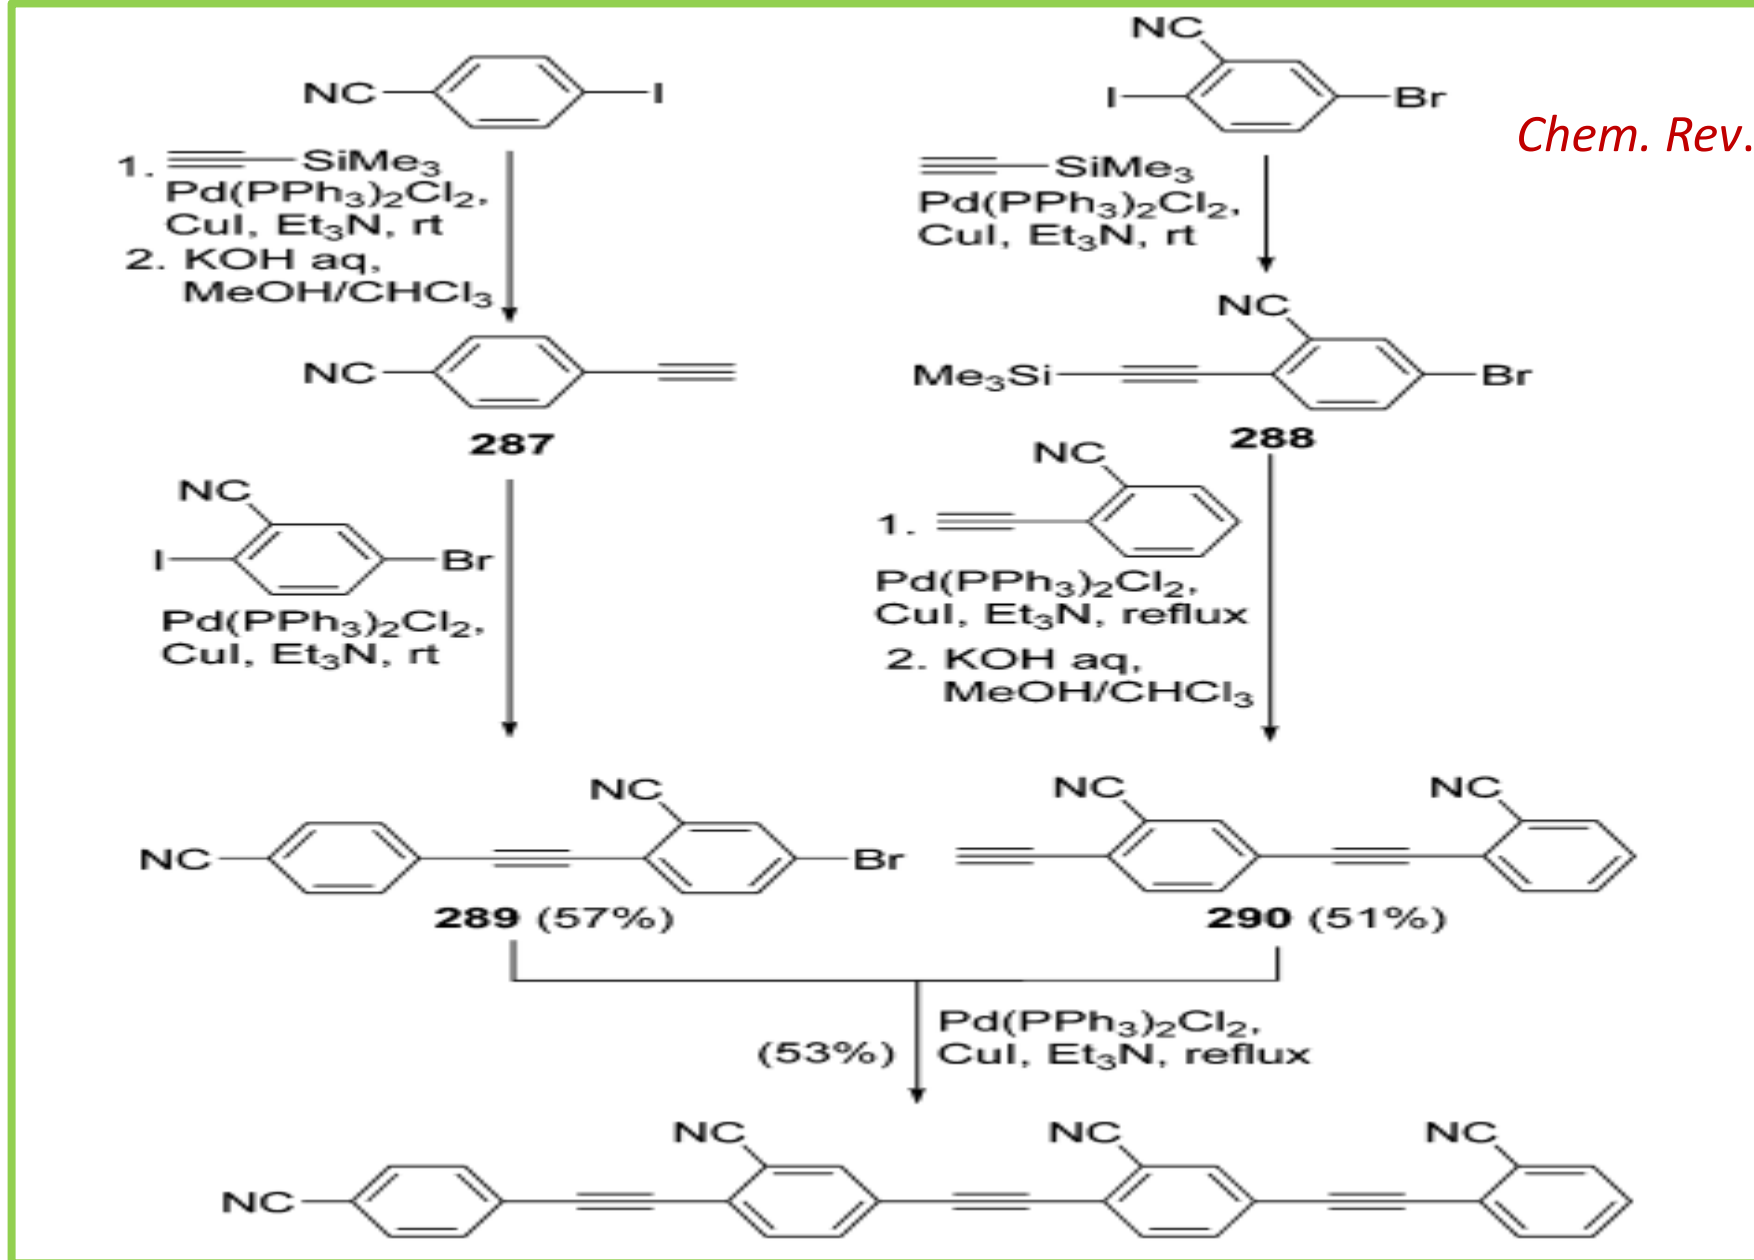 NC
I
1.
SiMe₃
Pd(PPh₃)₂Cl₂,
CuI, Et₃N, rt
2. KOH aq,
MeOH/CHCl₃
NC
287
NC
I
Br
Pd(PPh₃)₂Cl₂,
CuI, Et₃N, rt
NC
I
Br
Chem. Rev.
SiMe₃
Pd(PPh₃)₂Cl₂,
CuI, Et₃N, rt
NC
Me₃Si
Br
288
NC
1.
Pd(PPh₃)₂Cl₂,
CuI, Et₃N, reflux
2. KOH aq,
MeOH/CHCl₃
NC
NC
Br
289 (57%)
NC
NC
290 (51%)
(53%)
Pd(PPh₃)₂Cl₂,
CuI, Et₃N, reflux
NC
NC
NC
NC